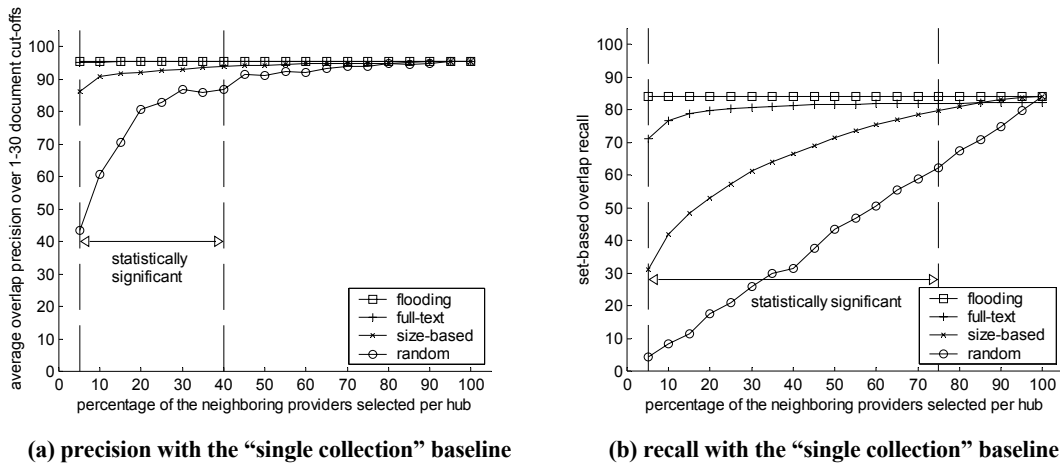 average overlap precision over 1-30 document cut-offs
100
90
80
70
60
50
40
30
20
10
0
statistically
significant
flooding
full-text
size-based
random
0 10 20 30 40 50 60 70 80 90 100
percentage of the neighboring providers selected per hub
(a) precision with the “single collection” baseline
set-based overlap recall
100
90
80
70
60
50
40
30
20
10
0
statistically significant
flooding
full-text
size-based
random
0 10 20 30 40 50 60 70 80 90 100
percentage of the neighboring providers selected per hub
(b) recall with the “single collection” baseline